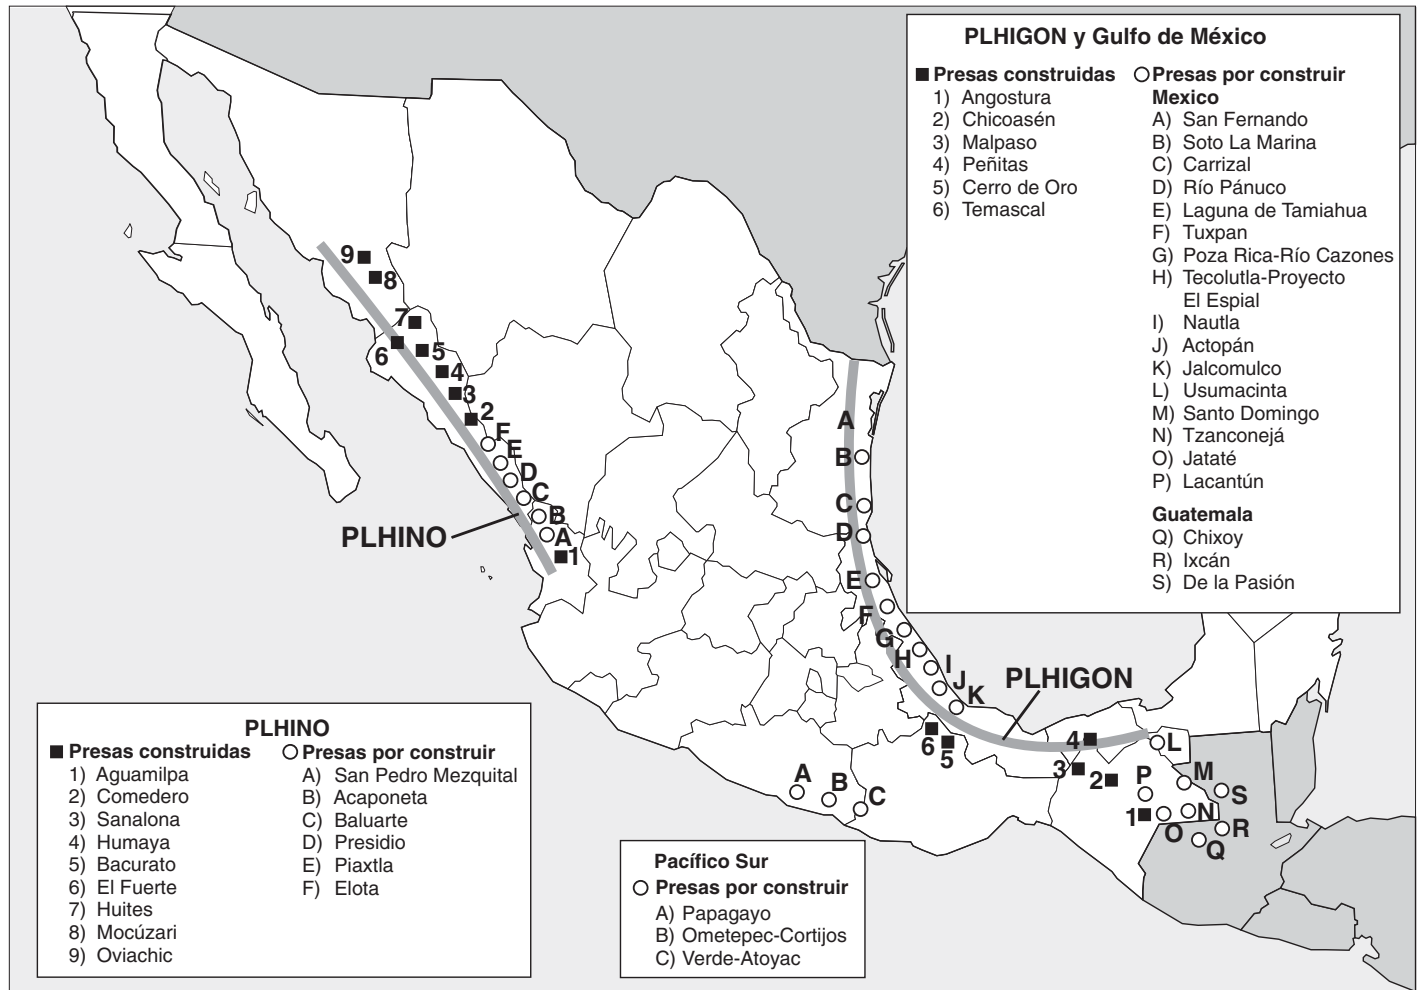 PLHIGON y Gulfo de México
Presas construidas
1) Angostura
2) Chicoasén
3) Malpaso
4) Peñitas
5) Cerro de Oro
6) Temascal
Presas por construir
Mexico
A) San Fernando
B) Soto La Marina
C) Carrizal
D) Río Pánuco
E) Laguna de Tamiahua
F) Tuxpan
G) Poza Rica-Río Cazones
H) Tecolutla-Proyecto
El Espial
I) Nautla
J) Actopán
K) Jalcomulco
L) Usumacinta
M) Santo Domingo
N) Tzanconejá
O) Jataté
P) Lacantún
Guatemala
Q) Chixoy
R) Ixcán
S) De la Pasión
9
8
7
6
5
4
3
2
F
E
D
C
B
A
1
PLHINO
A
B
C
D
E
F
G
H
I
J
K
PLHIGON
6
5
4
3
2
1
L
M
P
S
N
O
R
Q
A
B
C
PLHINO
Presas construidas
1) Aguamilpa
2) Comedero
3) Sanalona
4) Humaya
5) Bacurato
6) El Fuerte
7) Huites
8) Mocúzari
9) Oviachic
Presas por construir
A) San Pedro Mezquital
B) Acaponeta
C) Baluarte
D) Presidio
E) Piaxtla
F) Elota
Pacífico Sur
Presas por construir
A) Papagayo
B) Ometepec-Cortijos
C) Verde-Atoyac